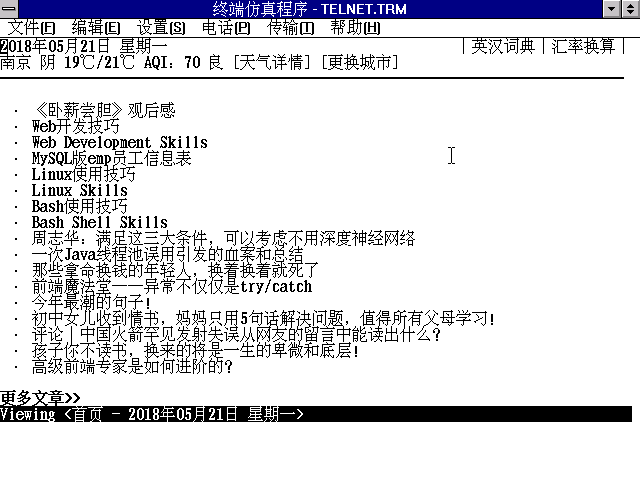 终端仿真程序 - TELNET.TRM
文件(F) 编辑(E) 设置(S) 电话(P) 传输(T) 帮助(H)
2018年05月21日 星期一 | 英汉词典 | 汇率换算 |
南京 阴 19℃/21℃ AQI: 70 良 [天气详情] [更换城市]
· 《卧薪尝胆》观后感
· Web开发技巧
· Web Development Skills
· MySQL版emp员工信息表
· Linux使用技巧
· Linux Skills
· Bash使用技巧
· Bash Shell Skills
· 周志华：满足这三大条件，可以考虑不用深度神经网络
· 一次Java线程池误用引发的血案和总结
· 那些拿命换钱的年轻人，换着换着就死了
· 前端魔法堂——异常不仅仅是try/catch
· 今年最潮的句子!
· 初中女儿收到情书，妈妈只用5句话解决问题，值得所有父母学习!
· 评论｜中国火箭罕见发射失误从网友的留言中能读出什么?
· 孩子你不读书，换来的将是一生的卑微和底层!
· 高级前端专家是如何进阶的?
更多文章>>
Viewing <首页 - 2018年05月21日 星期一>